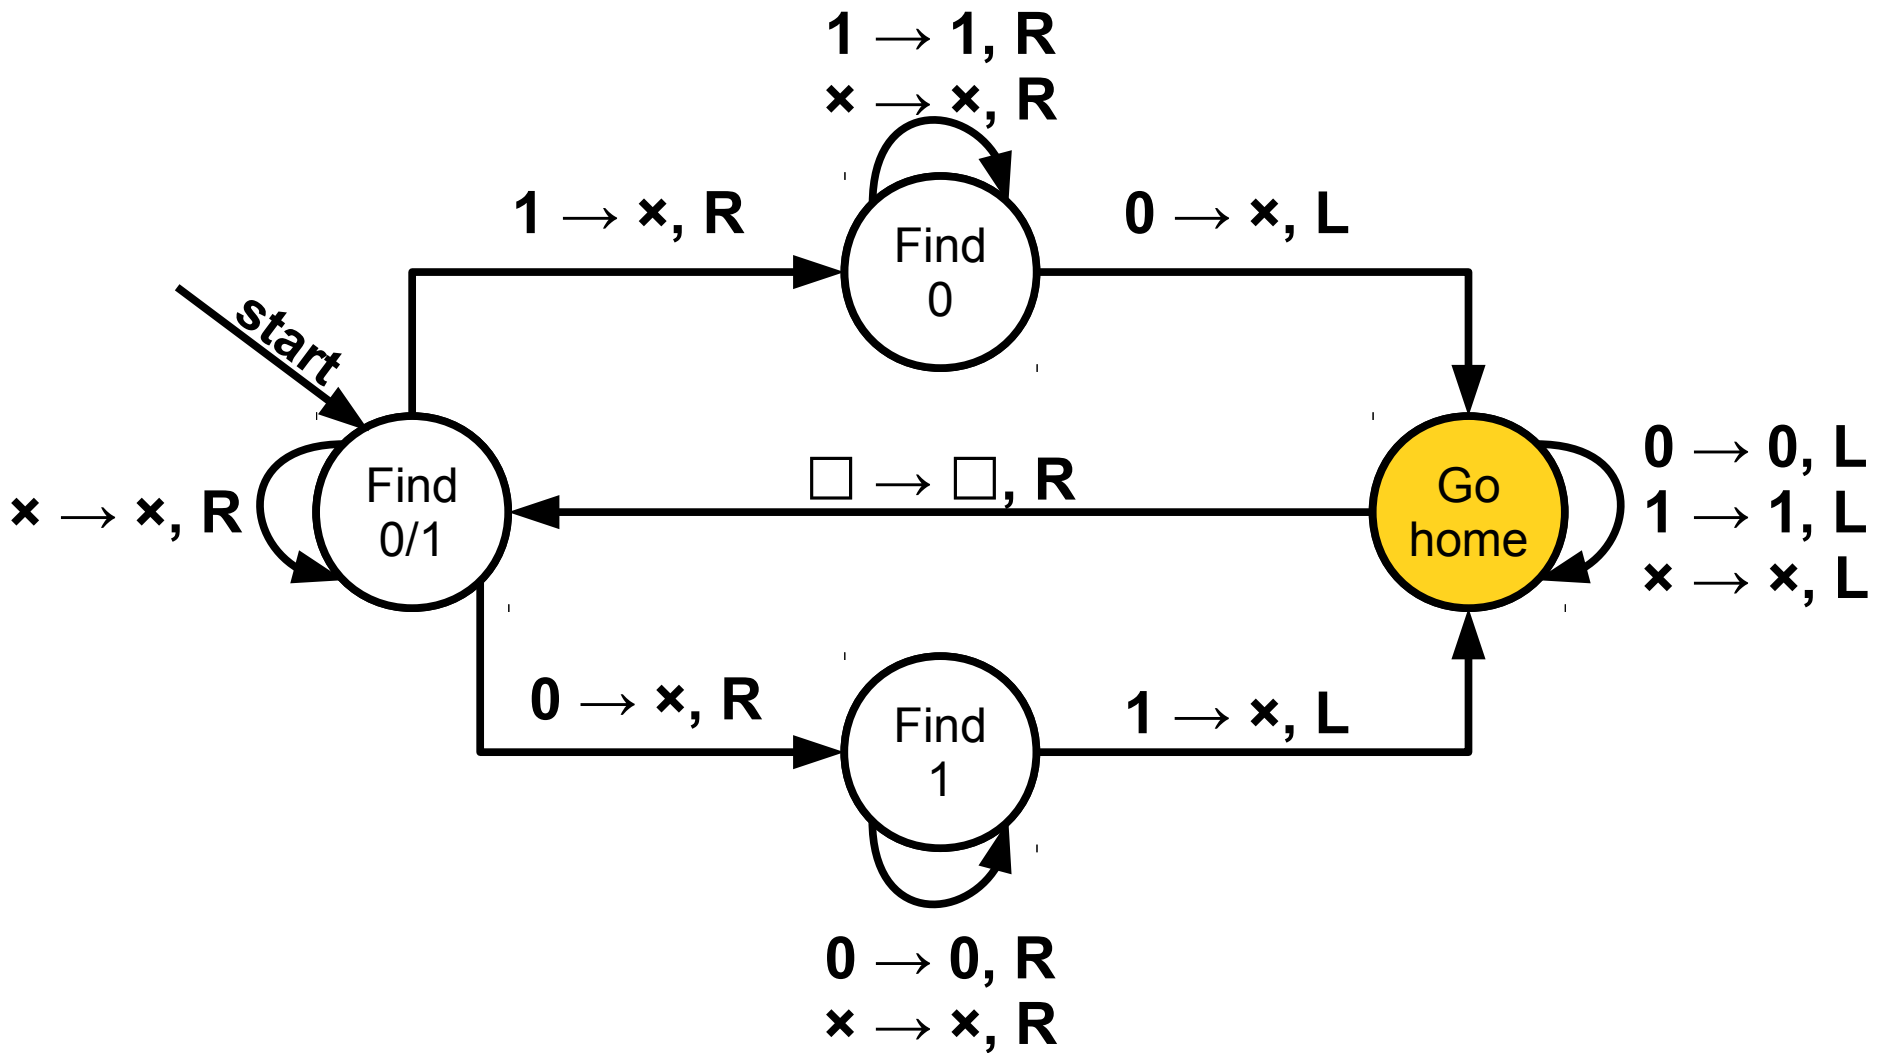 1 → 1, R
× → ×, R
1 → ×, R
Find
0
0 → ×, L
start
Find
0/1
× → ×, R
□ → □, R
Go
home
0 → 0, L
1 → 1, L
× → ×, L
0 → ×, R
Find
1
1 → ×, L
0 → 0, R
× → ×, R